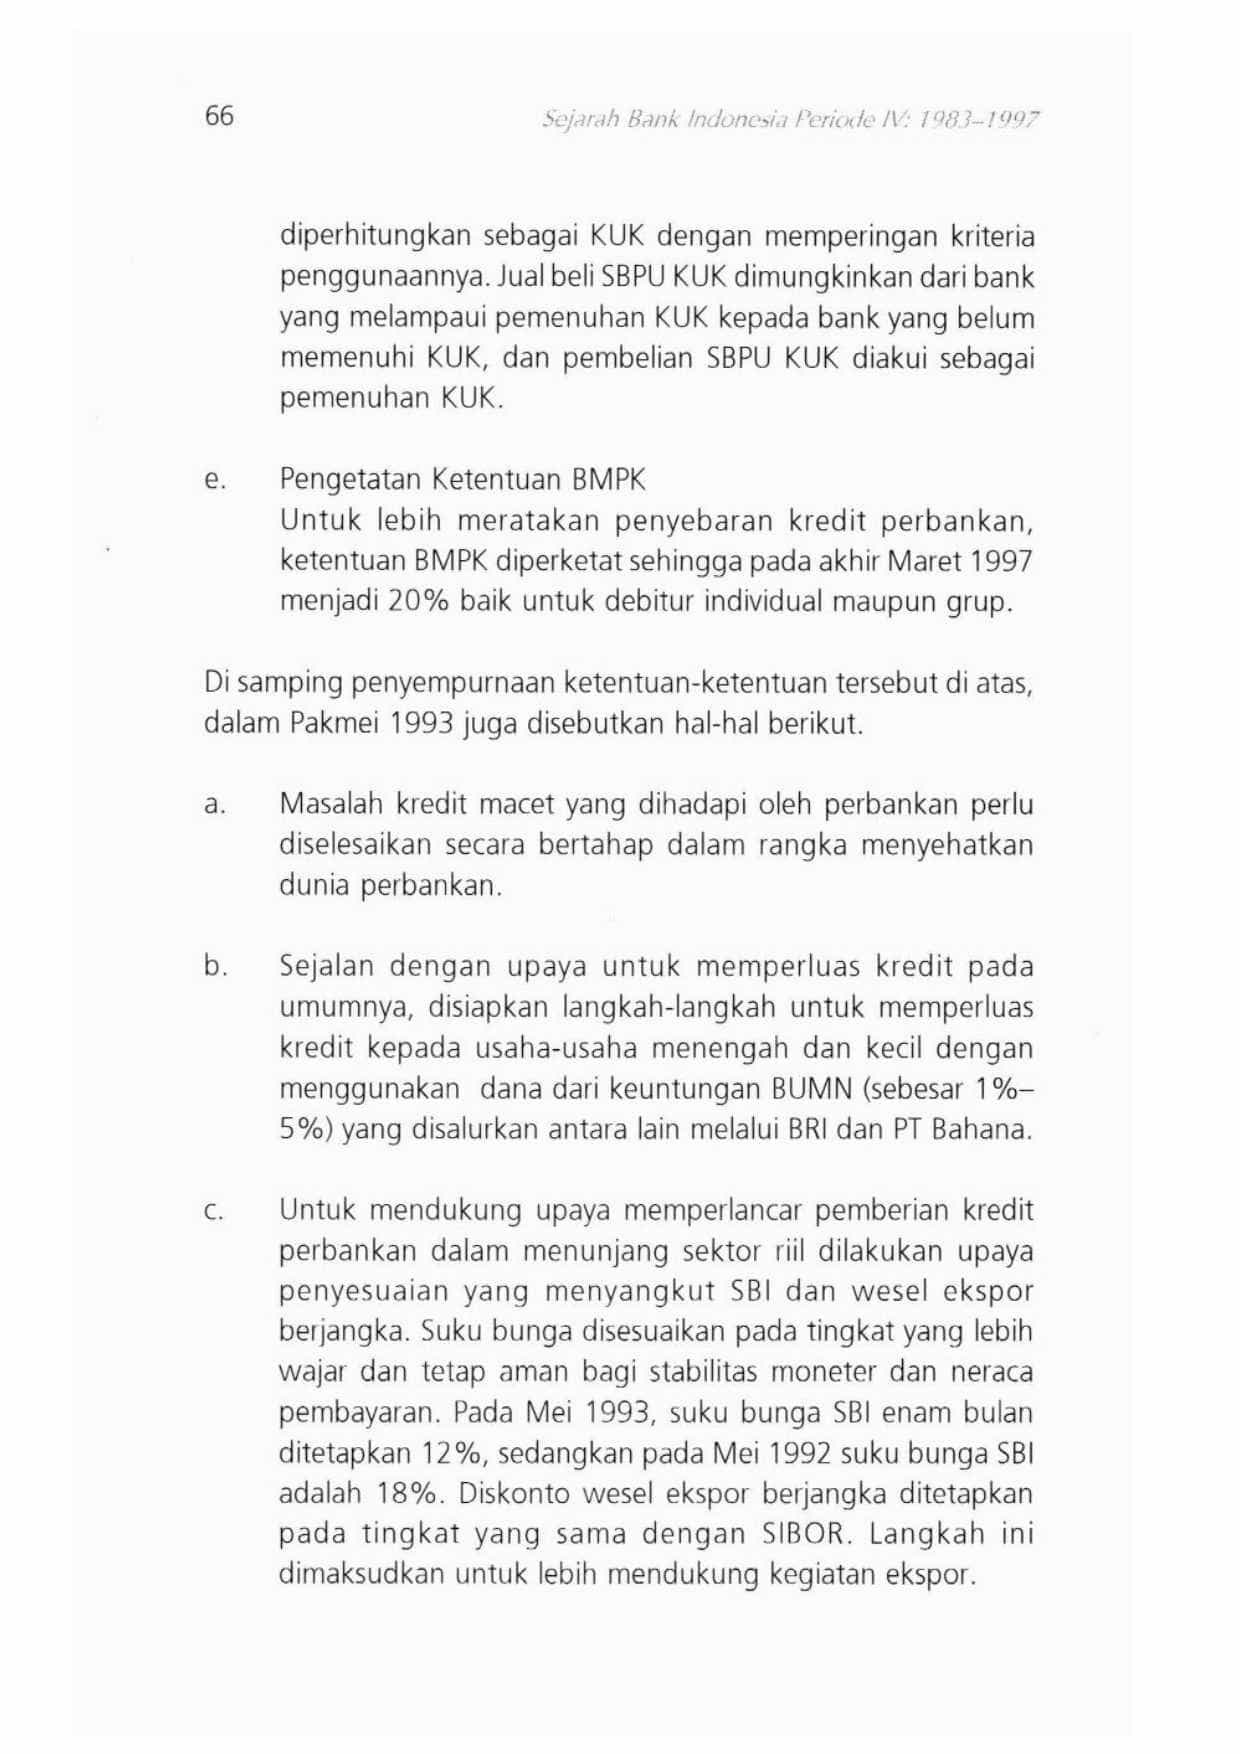 66
Sejarah Bank Indonesia Periode IV: 1983–1997
diperhitungkan sebagai KUK dengan memperingan kriteria
penggunaannya. Jual beli SBPU KUK dimungkinkan dari bank
yang melampaui pemenuhan KUK kepada bank yang belum
memenuhi KUK, dan pembelian SBPU KUK diakui sebagai
pemenuhan KUK.
e. Pengetatan Ketentuan BMPK
Untuk lebih meratakan penyebaran kredit perbankan,
ketentuan BMPK diperketat sehingga pada akhir Maret 1997
menjadi 20% baik untuk debitur individual maupun grup.
Di samping penyempurnaan ketentuan-ketentuan tersebut di atas,
dalam Pakmei 1993 juga disebutkan hal-hal berikut.
a. Masalah kredit macet yang dihadapi oleh perbankan perlu
diselesaikan secara bertahap dalam rangka menyehatkan
dunia perbankan.
b. Sejalan dengan upaya untuk memperluas kredit pada
umumnya, disiapkan langkah-langkah untuk memperluas
kredit kepada usaha-usaha menengah dan kecil dengan
menggunakan dana dari keuntungan BUMN (sebesar 1%–
5%) yang disalurkan antara lain melalui BRI dan PT Bahana.
c. Untuk mendukung upaya memperlancar pemberian kredit
perbankan dalam menunjang sektor riil dilakukan upaya
penyesuaian yang menyangkut SBI dan wesel ekspor
berjangka. Suku bunga disesuaikan pada tingkat yang lebih
wajar dan tetap aman bagi stabilitas moneter dan neraca
pembayaran. Pada Mei 1993, suku bunga SBI enam bulan
ditetapkan 12%, sedangkan pada Mei 1992 suku bunga SBI
adalah 18%. Diskonto wesel ekspor berjangka ditetapkan
pada tingkat yang sama dengan SIBOR. Langkah ini
dimaksudkan untuk lebih mendukung kegiatan ekspor.